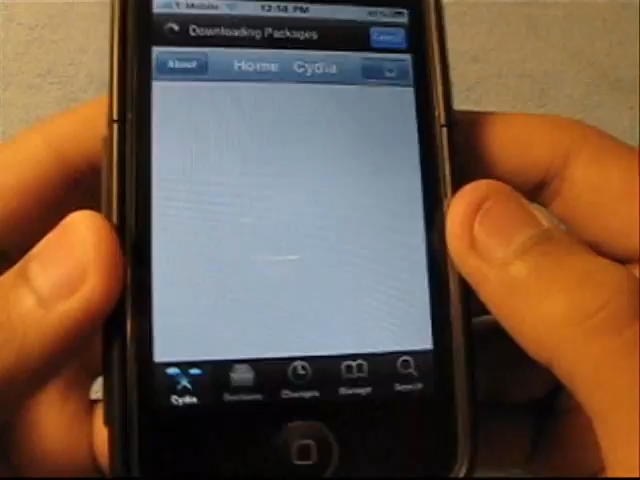 T-Mobile 12:58 PM
Downloading Packages
About Home Cydia
Cydia Sections Changes Manage Search